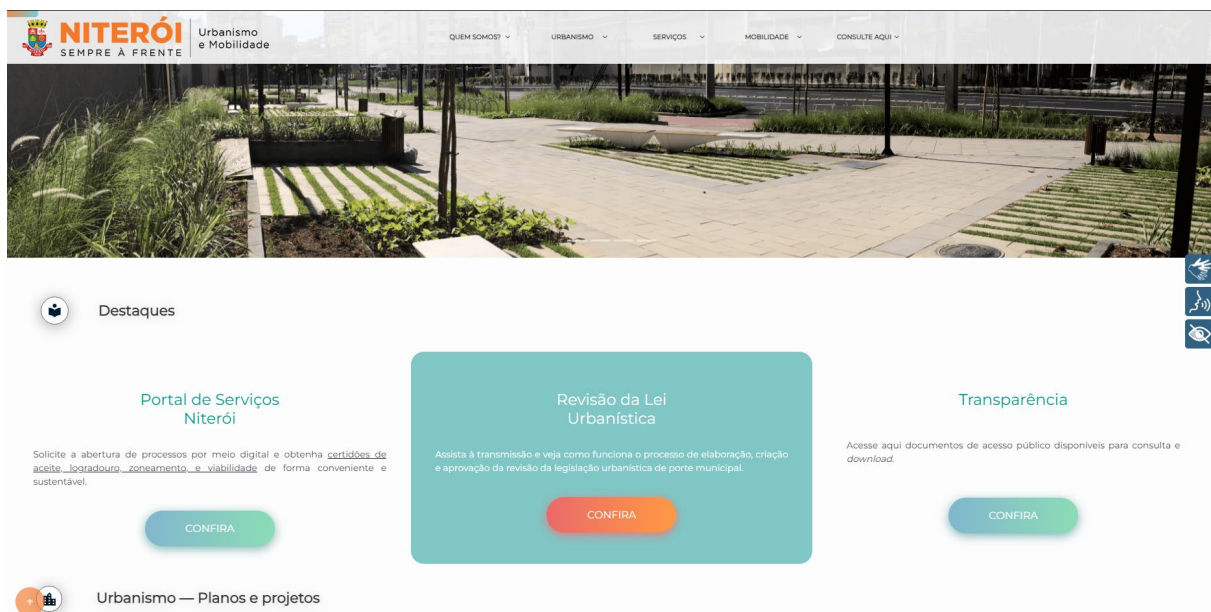 NITERÓI
SEMPRE À FRENTE
Urbanismo
e Mobilidade
QUEM SOMOS?
URBANISMO
SERVIÇOS
MOBILIDADE
CONSULTE AQUI
Destaques
Portal de Serviços
Niterói
Solicite a abertura de processos por meio digital e obtenha certidões de
aceite, logradouro, zoneamento, e viabilidade de forma conveniente e
sustentável.
CONFIRA
Revisão da Lei
Urbanística
Assista à transmissão e veja como funciona o processo de elaboração, criação
e aprovação da revisão da legislação urbanística de porte municipal.
CONFIRA
Transparência
Acesse aqui documentos de acesso público disponíveis para consulta e
download.
CONFIRA
Urbanismo — Planos e projetos